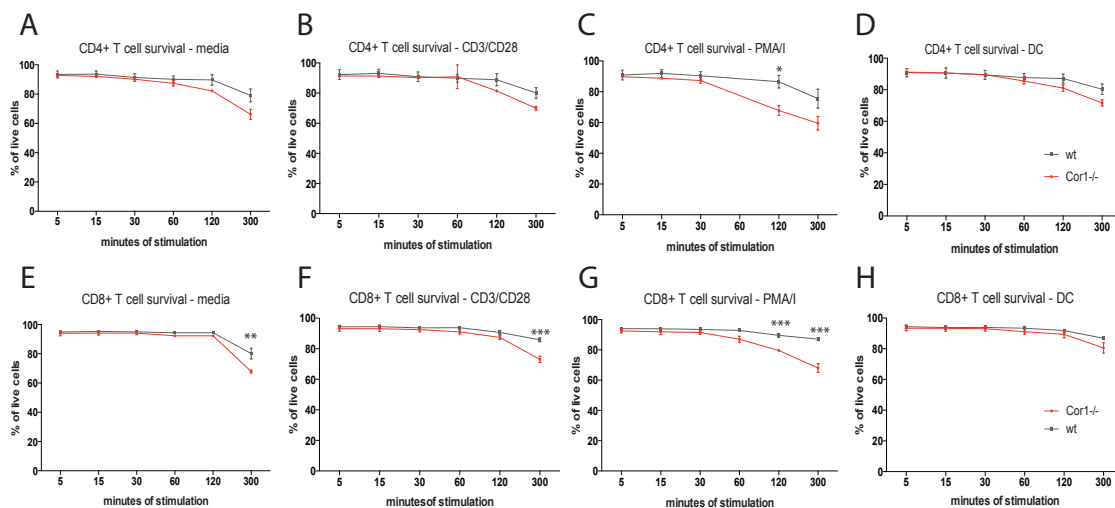 A
CD4+ T cell survival - media
% of live cells
100
80
60
40
20
0
5 15 30 60 120 300
minutes of stimulation
B
CD4+ T cell survival - CD3/CD28
% of live cells
100
80
60
40
20
0
5 15 30 60 120 300
minutes of stimulation
C
CD4+ T cell survival - PMA/I
% of live cells
100
80
60
40
20
0
*
5 15 30 60 120 300
minutes of stimulation
D
CD4+ T cell survival - DC
% of live cells
100
80
60
40
20
0
wt
Cor1-/-
5 15 30 60 120 300
minutes of stimulation
E
CD8+ T cell survival - media
% of live cells
100
80
60
40
20
0
**
5 15 30 60 120 300
minutes of stimulation
F
CD8+ T cell survival - CD3/CD28
% of live cells
100
80
60
40
20
0
***
5 15 30 60 120 300
minutesof stimulation
G
CD8+ T cell survival - PMA/I
% of live cells
100
80
60
40
20
0
*** ***
5 15 30 60 120 300
minutes of stimulation
H
CD8+ T cell survival - DC
% of live cells
100
80
60
40
20
0
Cor1-/-
wt
5 15 30 60 120 300
minutes of stimulation